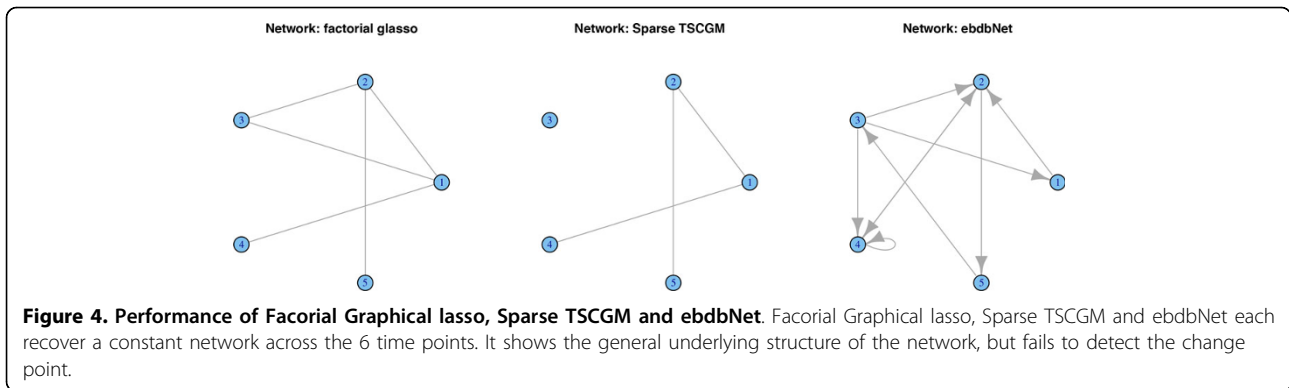 Network: factorial glasso Network: Sparse TSCGM Network: ebdbNet
2 2 2
3 3 3
1 1 1
4 4 4
5 5 5
Figure 4. Performance of Facorial Graphical lasso, Sparse TSCGM and ebdbNet. Facorial Graphical lasso, Sparse TSCGM and ebdbNet each
recover a constant network across the 6 time points. It shows the general underlying structure of the network, but fails to detect the change
point.